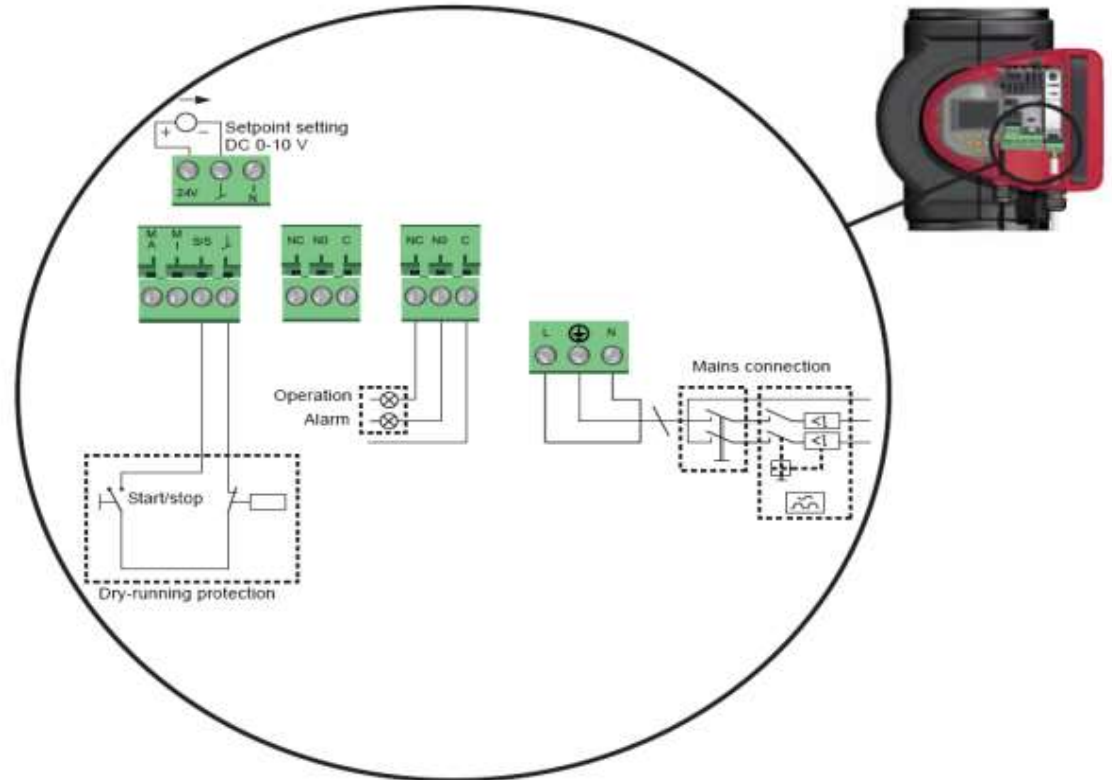 Setpoint setting
DC 0-10 V
24V
IN
M A M I S/S
NC NO C
NC NO C
L N
Mains connection
Operation
Alarm
Start/stop
Dry-running protection